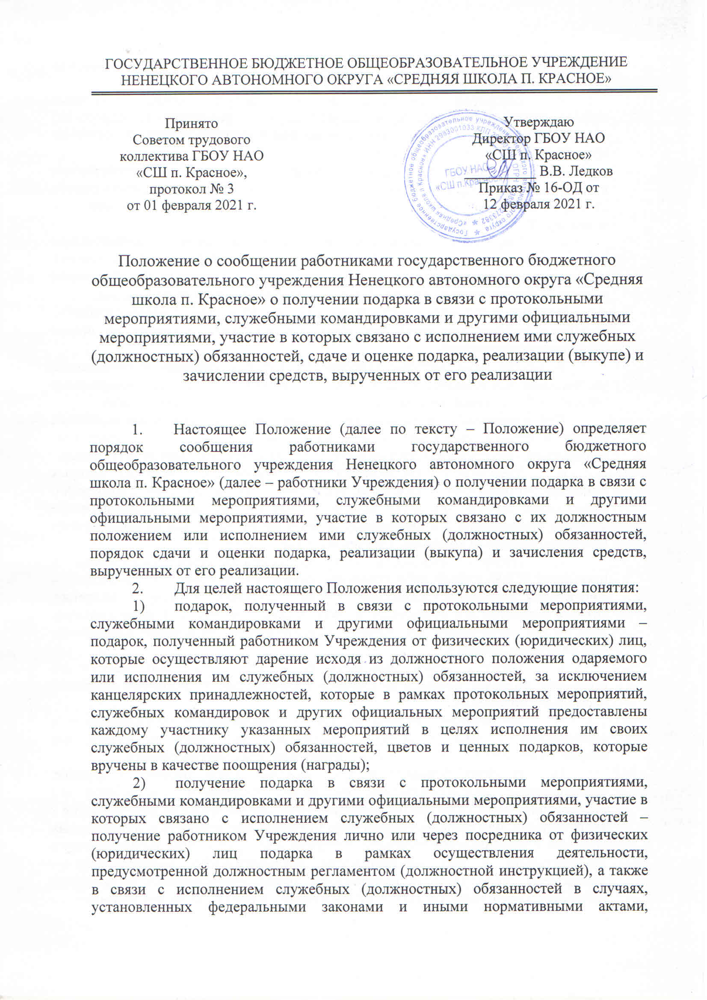 ГОСУДАРСТВЕННОЕ БЮДЖЕТНОЕ ОБЩЕОБРАЗОВАТЕЛЬНОЕ УЧРЕЖДЕНИЕ
НЕНЕЦКОГО АВТОНОМНОГО ОКРУГА «СРЕДНЯЯ ШКОЛА П. КРАСНОЕ»
Принято
Советом трудового
коллектива ГБОУ НАО
«СШ п. Красное»,
протокол № 3
от 01 февраля 2021 г.
Утверждаю
Директор ГБОУ НАО
«СШ п. Красное»
__________ В.В. Ледков
Приказ № 16-ОД от
12 февраля 2021 г.
Государственное бюджетное общеобразовательное учреждение Ненецкого автономного округа
«Средняя школа п Красное» ИНН 2983001033 КПП ОГРН
ГБОУ НАО
«СШ п.Красное»
Положение о сообщении работниками государственного бюджетного
общеобразовательного учреждения Ненецкого автономного округа «Средняя
школа п. Красное» о получении подарка в связи с протокольными
мероприятиями, служебными командировками и другими официальными
мероприятиями, участие в которых связано с исполнением ими служебных
(должностных) обязанностей, сдаче и оценке подарка, реализации (выкупе) и
зачислении средств, вырученных от его реализации
1. Настоящее Положение (далее по тексту – Положение) определяет
порядок сообщения работниками государственного бюджетного
общеобразовательного учреждения Ненецкого автономного округа «Средняя
школа п. Красное» (далее – работники Учреждения) о получении подарка в связи с
протокольными мероприятиями, служебными командировками и другими
официальными мероприятиями, участие в которых связано с их должностным
положением или исполнением ими служебных (должностных) обязанностей,
порядок сдачи и оценки подарка, реализации (выкупа) и зачисления средств,
вырученных от его реализации.
2. Для целей настоящего Положения используются следующие понятия:
1) подарок, полученный в связи с протокольными мероприятиями,
служебными командировками и другими официальными мероприятиями –
подарок, полученный работником Учреждения от физических (юридических) лиц,
которые осуществляют дарение исходя из должностного положения одаряемого
или исполнения им служебных (должностных) обязанностей, за исключением
канцелярских принадлежностей, которые в рамках протокольных мероприятий,
служебных командировок и других официальных мероприятий предоставлены
каждому участнику указанных мероприятий в целях исполнения им своих
служебных (должностных) обязанностей, цветов и ценных подарков, которые
вручены в качестве поощрения (награды);
2) получение подарка в связи с протокольными мероприятиями,
служебными командировками и другими официальными мероприятиями, участие в
которых связано с исполнением служебных (должностных) обязанностей –
получение работником Учреждения лично или через посредника от физических
(юридических) лиц подарка в рамках осуществления деятельности,
предусмотренной должностным регламентом (должностной инструкцией), а также
в связи с исполнением служебных (должностных) обязанностей в случаях,
установленных федеральными законами и иными нормативными актами,